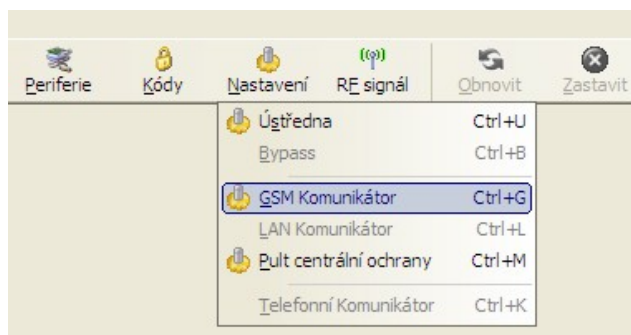 Periferie Kódy Nastavení RF signál Obnovit Zastavit
Ústředna Ctrl+U
Bypass Ctrl+B
GSM Komunikátor Ctrl+G
LAN Komunikátor Ctrl+L
Pult centrální ochrany Ctrl+M
Telefonní Komunikátor Ctrl+K